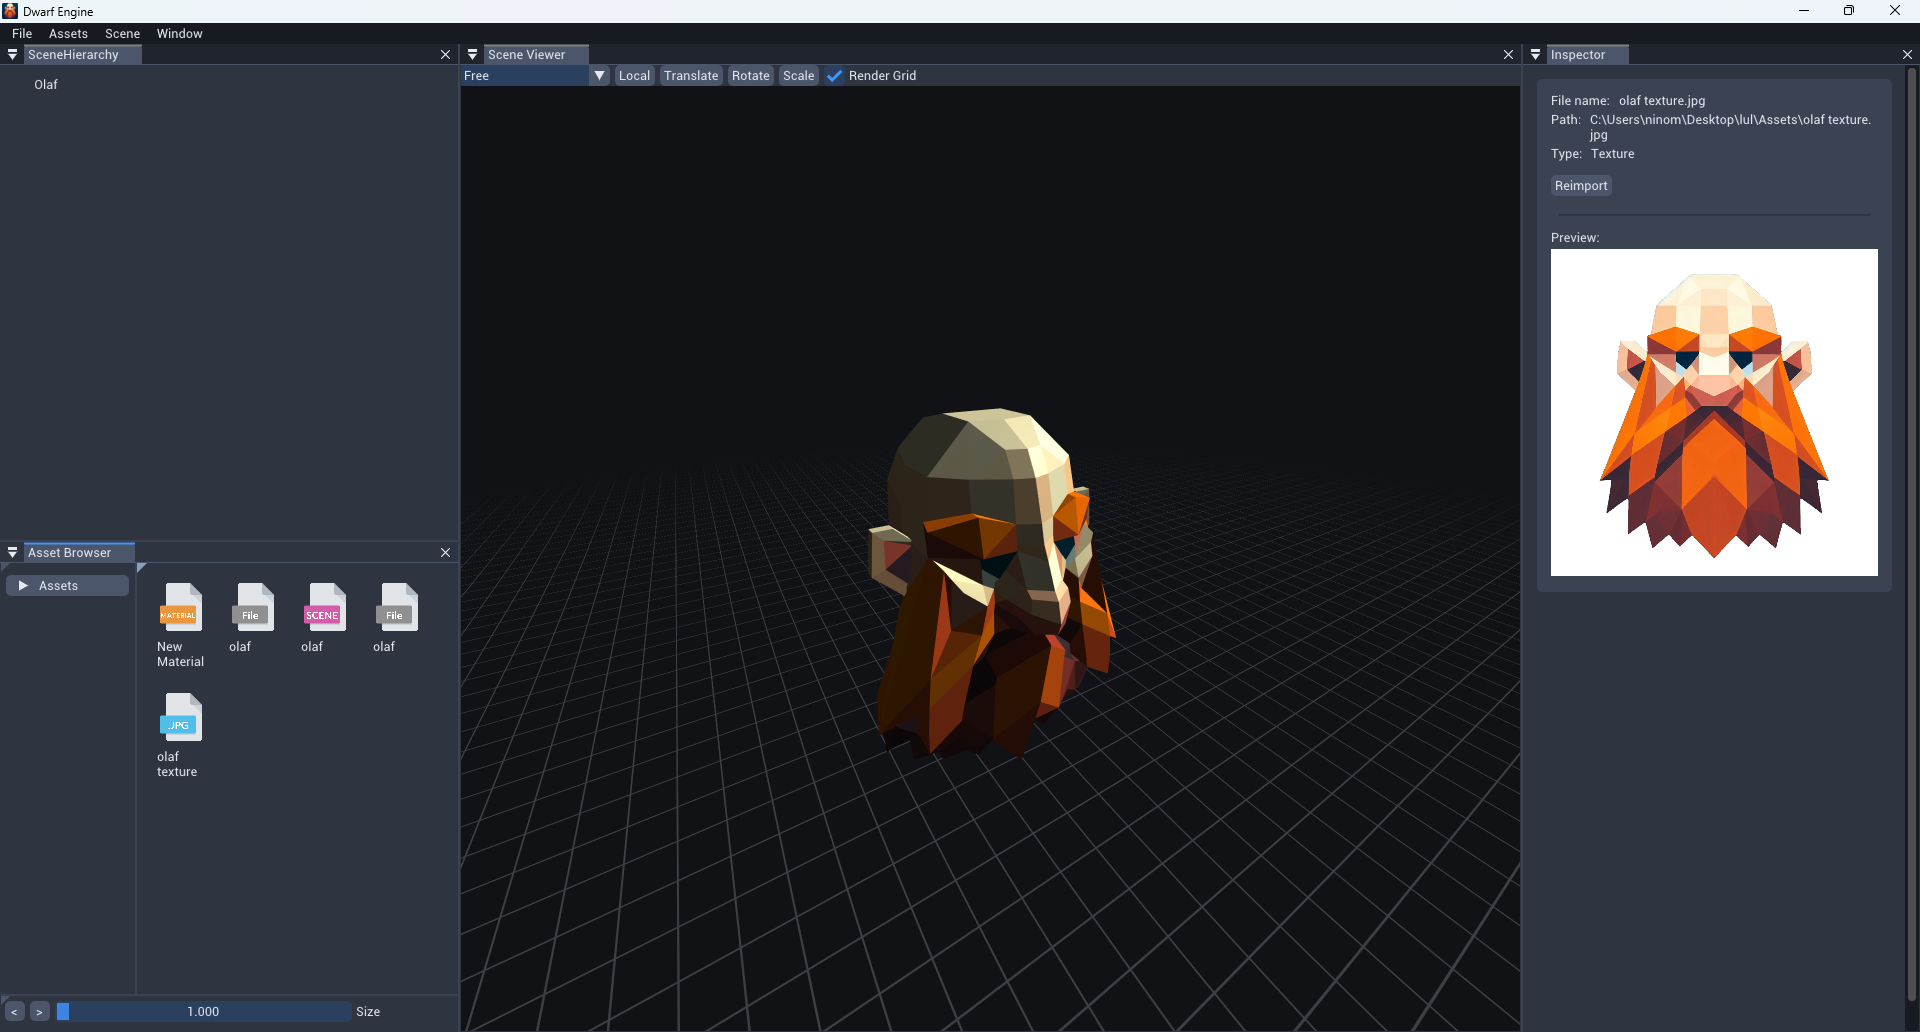 Dwarf Engine
File Assets Scene Window
SceneHierarchy
Olaf
Scene Viewer
Free Local Translate Rotate Scale Render Grid
Inspector
File name: olaf texture.jpg
Path: C:\Users\ninom\Desktop\lul\Assets\olaf texture.
jpg
Type: Texture
Reimport
Preview:
Asset Browser
Assets
MATERIAL File SCENE File
New olaf olaf olaf
Material
JPG
olaf
texture
< > 1.000 Size